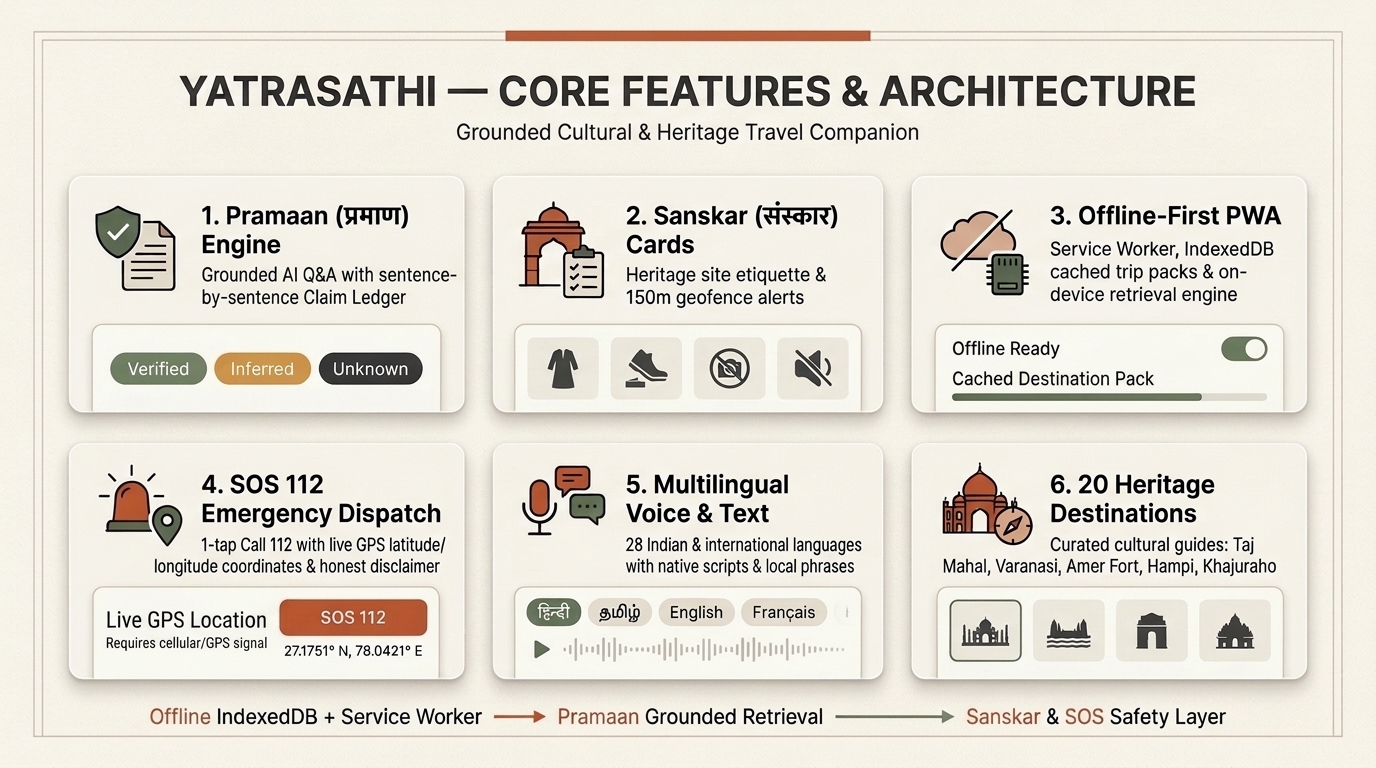 YATRASATHI — CORE FEATURES & ARCHITECTURE
Grounded Cultural & Heritage Travel Companion
1. Pramaan (प्रमाण)
Engine
Grounded AI Q&A with sentence-
by-sentence Claim Ledger
Verified
Inferred
Unknown
2. Sanskar (संस्कार)
Cards
Heritage site etiquette &
150m geofence alerts
3. Offline-First PWA
Service Worker, IndexedDB
cached trip packs & on-
device retrieval engine
Offline Ready
Cached Destination Pack
4. SOS 112
Emergency Dispatch
1-tap Call 112 with live GPS latitude/
longitude coordinates & honest disclaimer
Live GPS Location
Requires cellular/GPS signal
SOS 112
27.1751° N, 78.0421° E
5. Multilingual
Voice & Text
28 Indian & international languages
with native scripts & local phrases
हिन्दी
தமிழ்
English
Français
6. 20 Heritage
Destinations
Curated cultural guides: Taj
Mahal, Varanasi, Amer Fort, Hampi, Khajuraho
Offline IndexedDB + Service Worker
Pramaan Grounded Retrieval
Sanskar & SOS Safety Layer